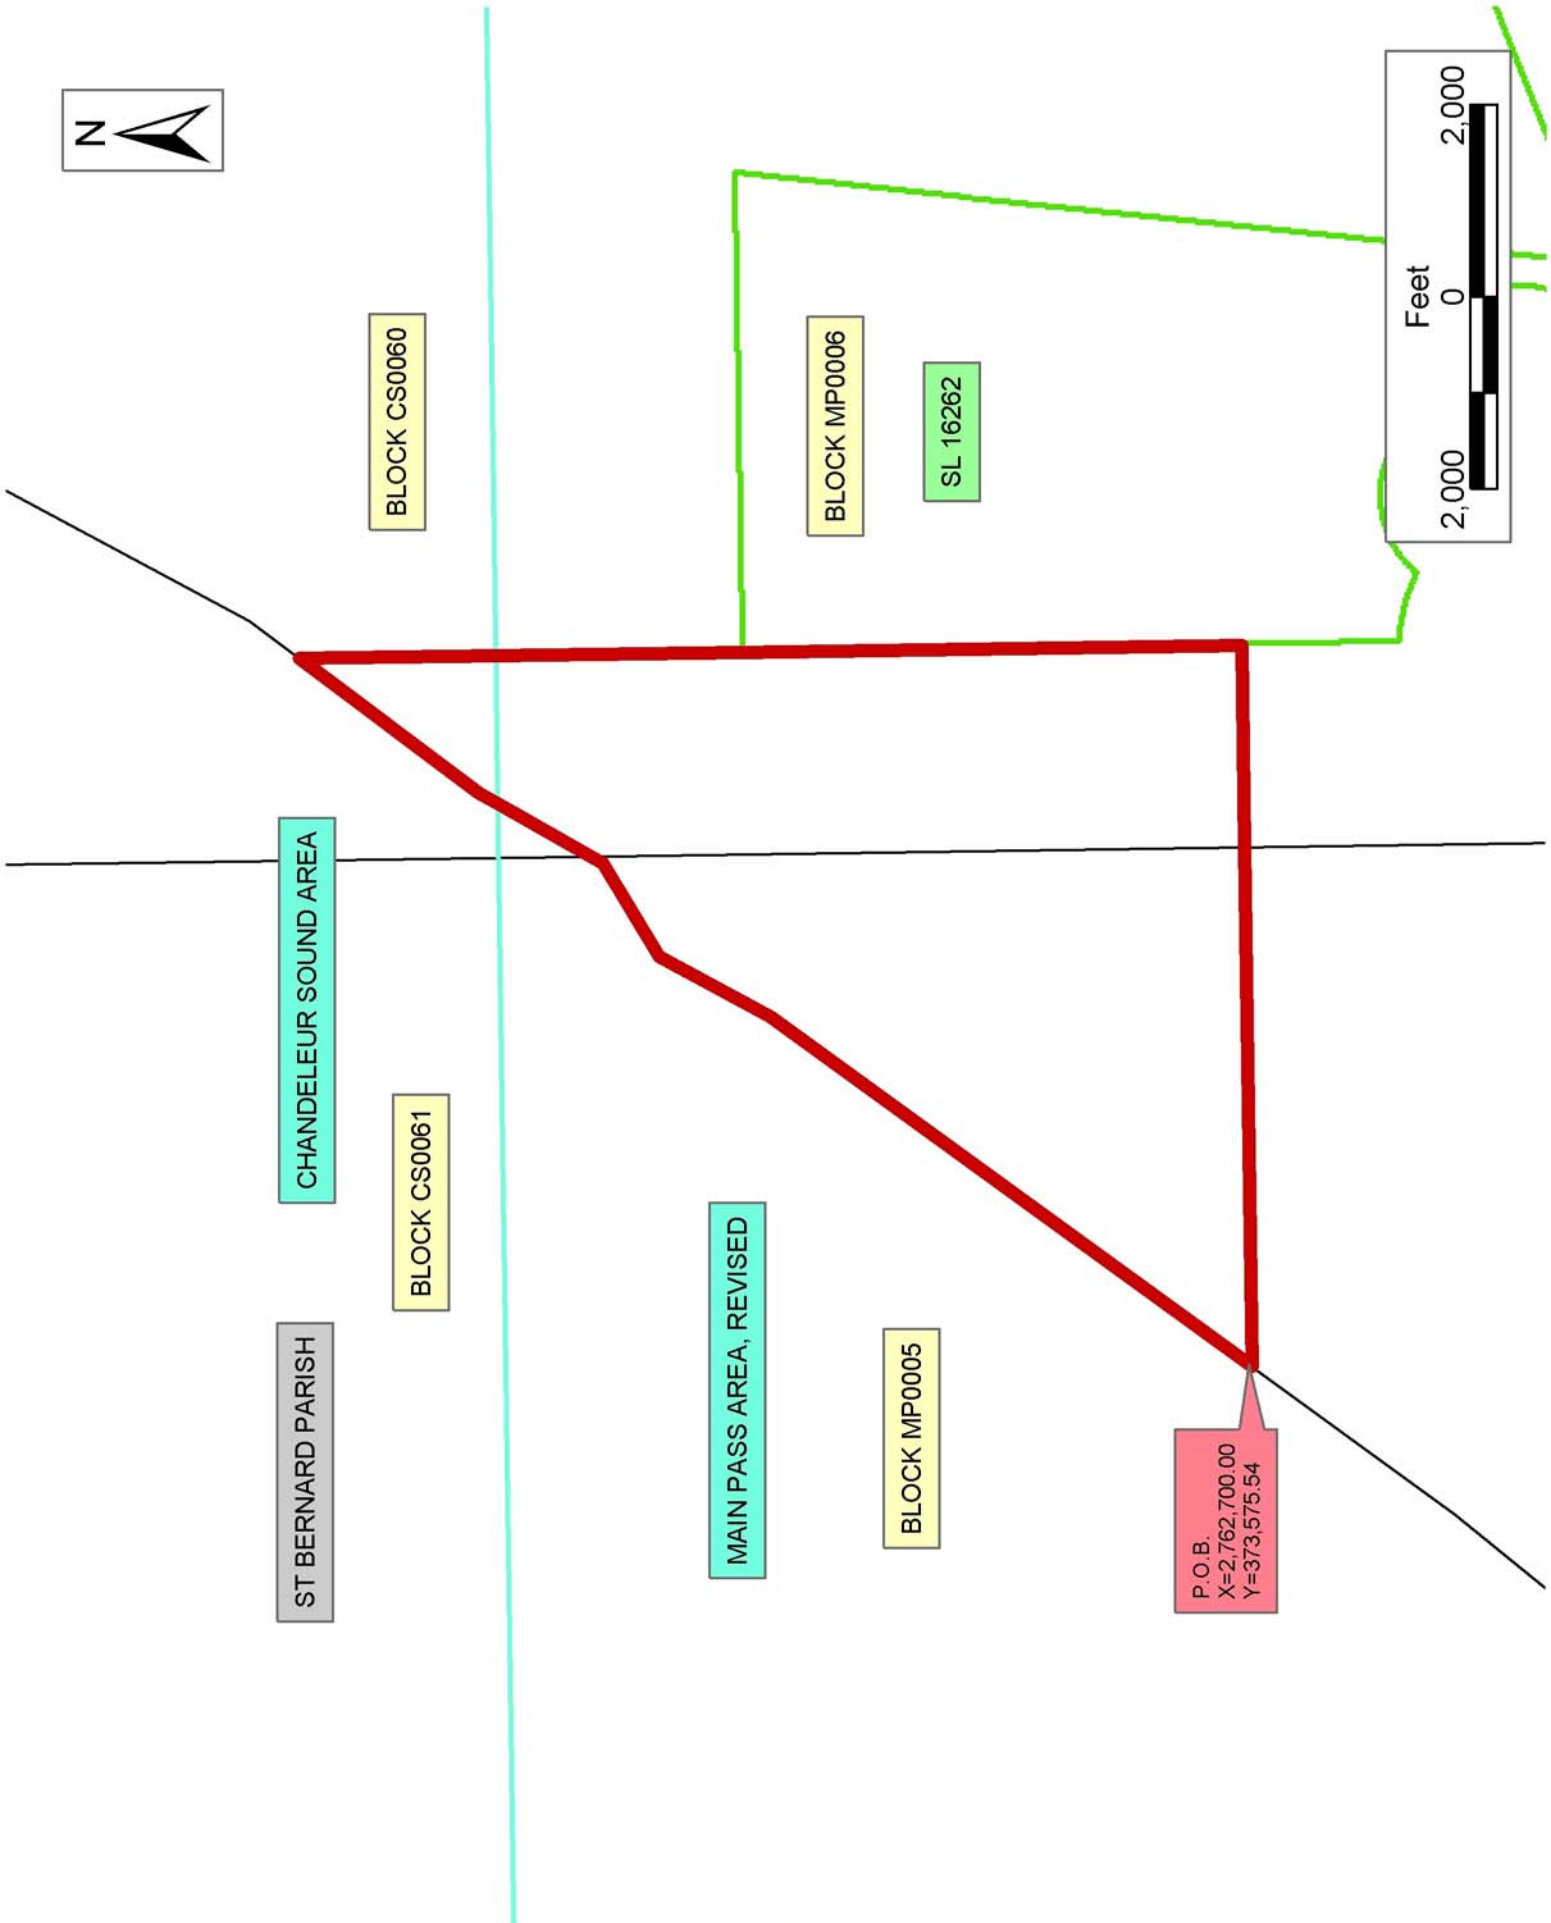 N
ST BERNARD PARISH
CHANDELEUR SOUND AREA
BLOCK CS0061
BLOCK CS0060
MAIN PASS AREA, REVISED
BLOCK MP0006
BLOCK MP0005
SL 16262
P.O.B.
X=2,762,700.00
Y=373,575.54
Feet
2,000 0 2,000